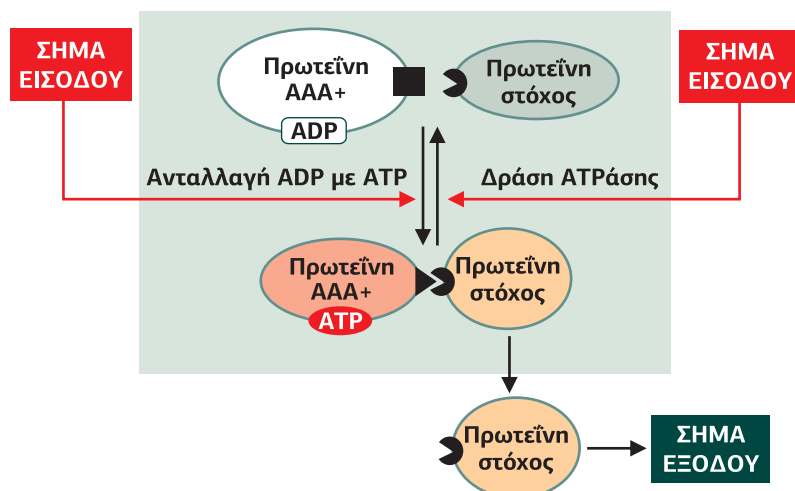 ΣΗΜΑ
ΕΙΣΟΔΟΥ
Πρωτεΐνη
ΑΑΑ+
ADP
Πρωτεΐνη
στόχος
ΣΗΜΑ
ΕΙΣΟΔΟΥ
Ανταλλαγή ADP με ATP
Δράση ATPάσης
Πρωτεΐνη
ΑΑΑ+
ATP
Πρωτεΐνη
στόχος
Πρωτεΐνη
στόχος
ΣΗΜΑ
ΕΞΟΔΟΥ